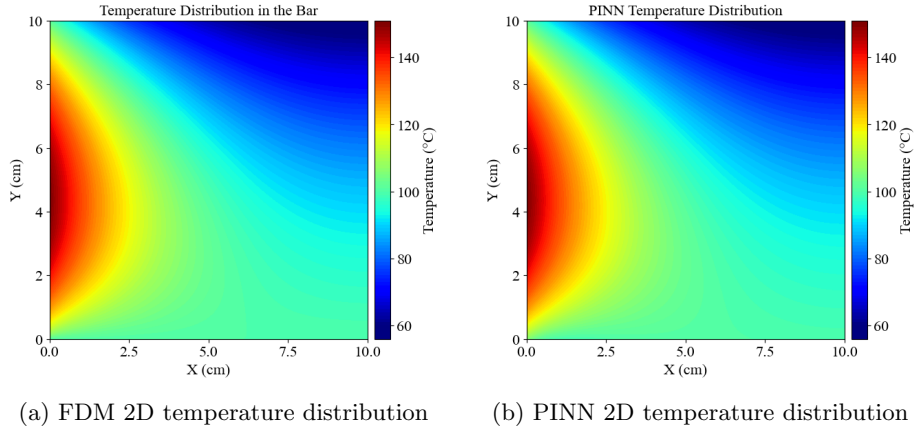 Temperature Distribution in the Bar
10
8
6
4
2
0
Y (cm)
0.0 2.5 5.0 7.5 10.0
X (cm)
140
120
100
80
60
Temperature (°C)
PINN Temperature Distribution
10
8
6
4
2
0
Y (cm)
0.0 2.5 5.0 7.5 10.0
X (cm)
140
120
100
80
60
Temperature (°C)
(a) FDM 2D temperature distribution
(b) PINN 2D temperature distribution